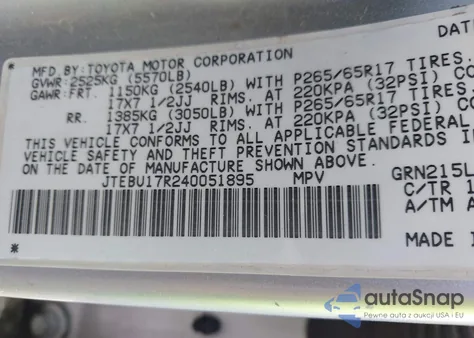 MFD BY:TOYOTA MOTOR CORPORATION
GVWR:2525KG (5570LB)
GAWR:FRT. 1150KG (2540LB) WITH P265/65R17 TIRES.
17X7 1/2JJ RIMS. AT 220KPA (32PSI) COLD
RR. 1385KG (3050LB) WITH P265/65R17 TIRES.
17X7 1/2JJ RIMS. AT 220KPA (32PSI)
THIS VEHICLE CONFORMS TO ALL APPLICABLE FEDERAL
VEHICLE SAFETY AND THEFT PREVENTION STANDARDS I
ON THE DATE OF MANUFACTURE SHOWN ABOVE.
JTEBU17R240051895 MPV GRN215L
C/TR 1
A/TM A
* MADE I
autoSnap
Pewne auta z aukcji USA i EU